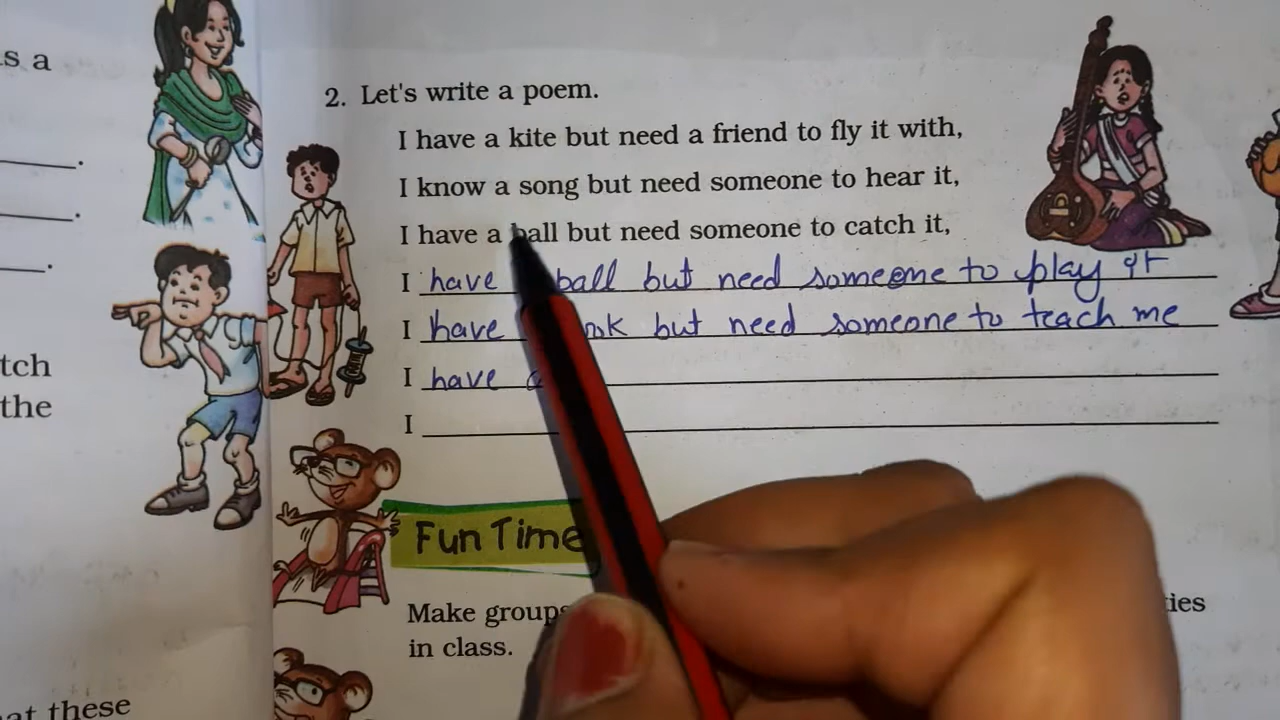 s a
2. Let's write a poem.
I have a kite but need a friend to fly it with,
I know a song but need someone to hear it,
I have a ball but need someone to catch it,
I have ball but need someone to play it
I have but need someone to teach me
I have a
I
tch
the
Fun Time
Make groups
in class.
these